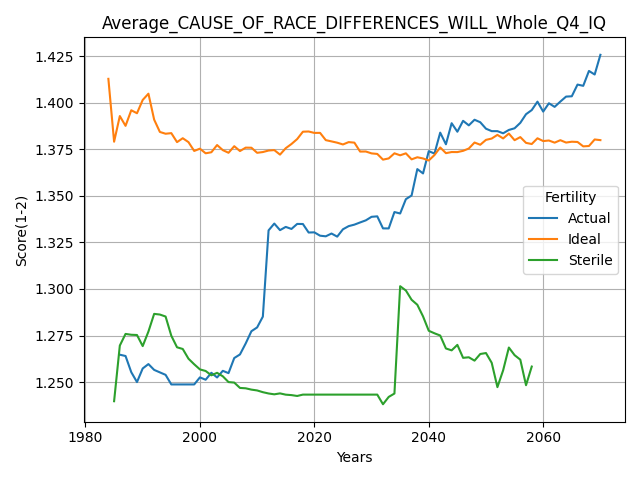 Average_CAUSE_OF_RACE_DIFFERENCES_WILL_Whole_Q4_IQ
1.425
1.400
1.375
1.350
1.325
1.300
1.275
1.250
Score(1-2)
Fertility
Actual
Ideal
Sterile
1980
2000
2020
2040
2060
Years